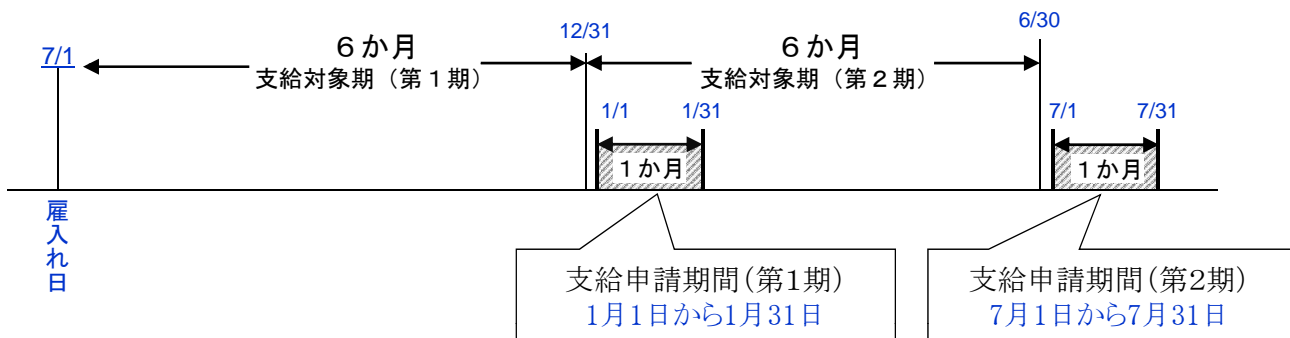 7/1
6か月
支給対象期（第1期）
12/31
6か月
支給対象期（第2期）
6/30
1/1
1/31
1か月
7/1
7/31
1か月
雇入れ日
支給申請期間(第1期)
1月1日から1月31日
支給申請期間(第2期)
7月1日から7月31日